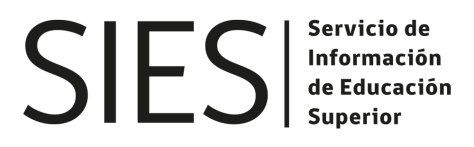 SIES
Servicio de
Información
de Educación
Superior